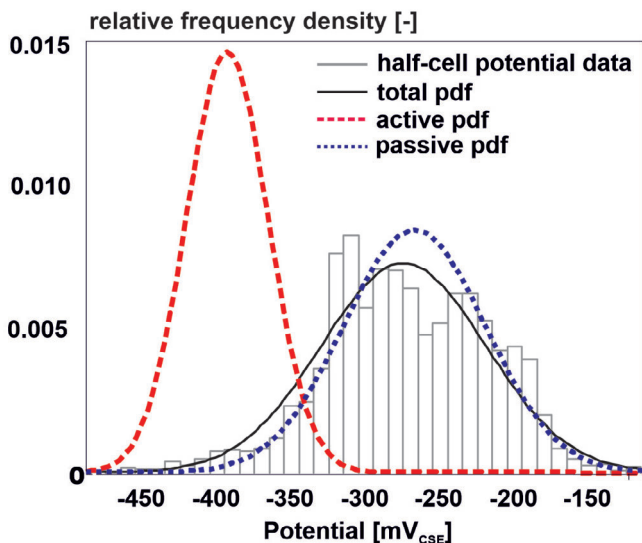 relative frequency density [-]
0.015
0.010
0.005
0
half-cell potential data
total pdf
active pdf
passive pdf
-450 -400 -350 -300 -250 -200 -150
Potential [mVCSE]